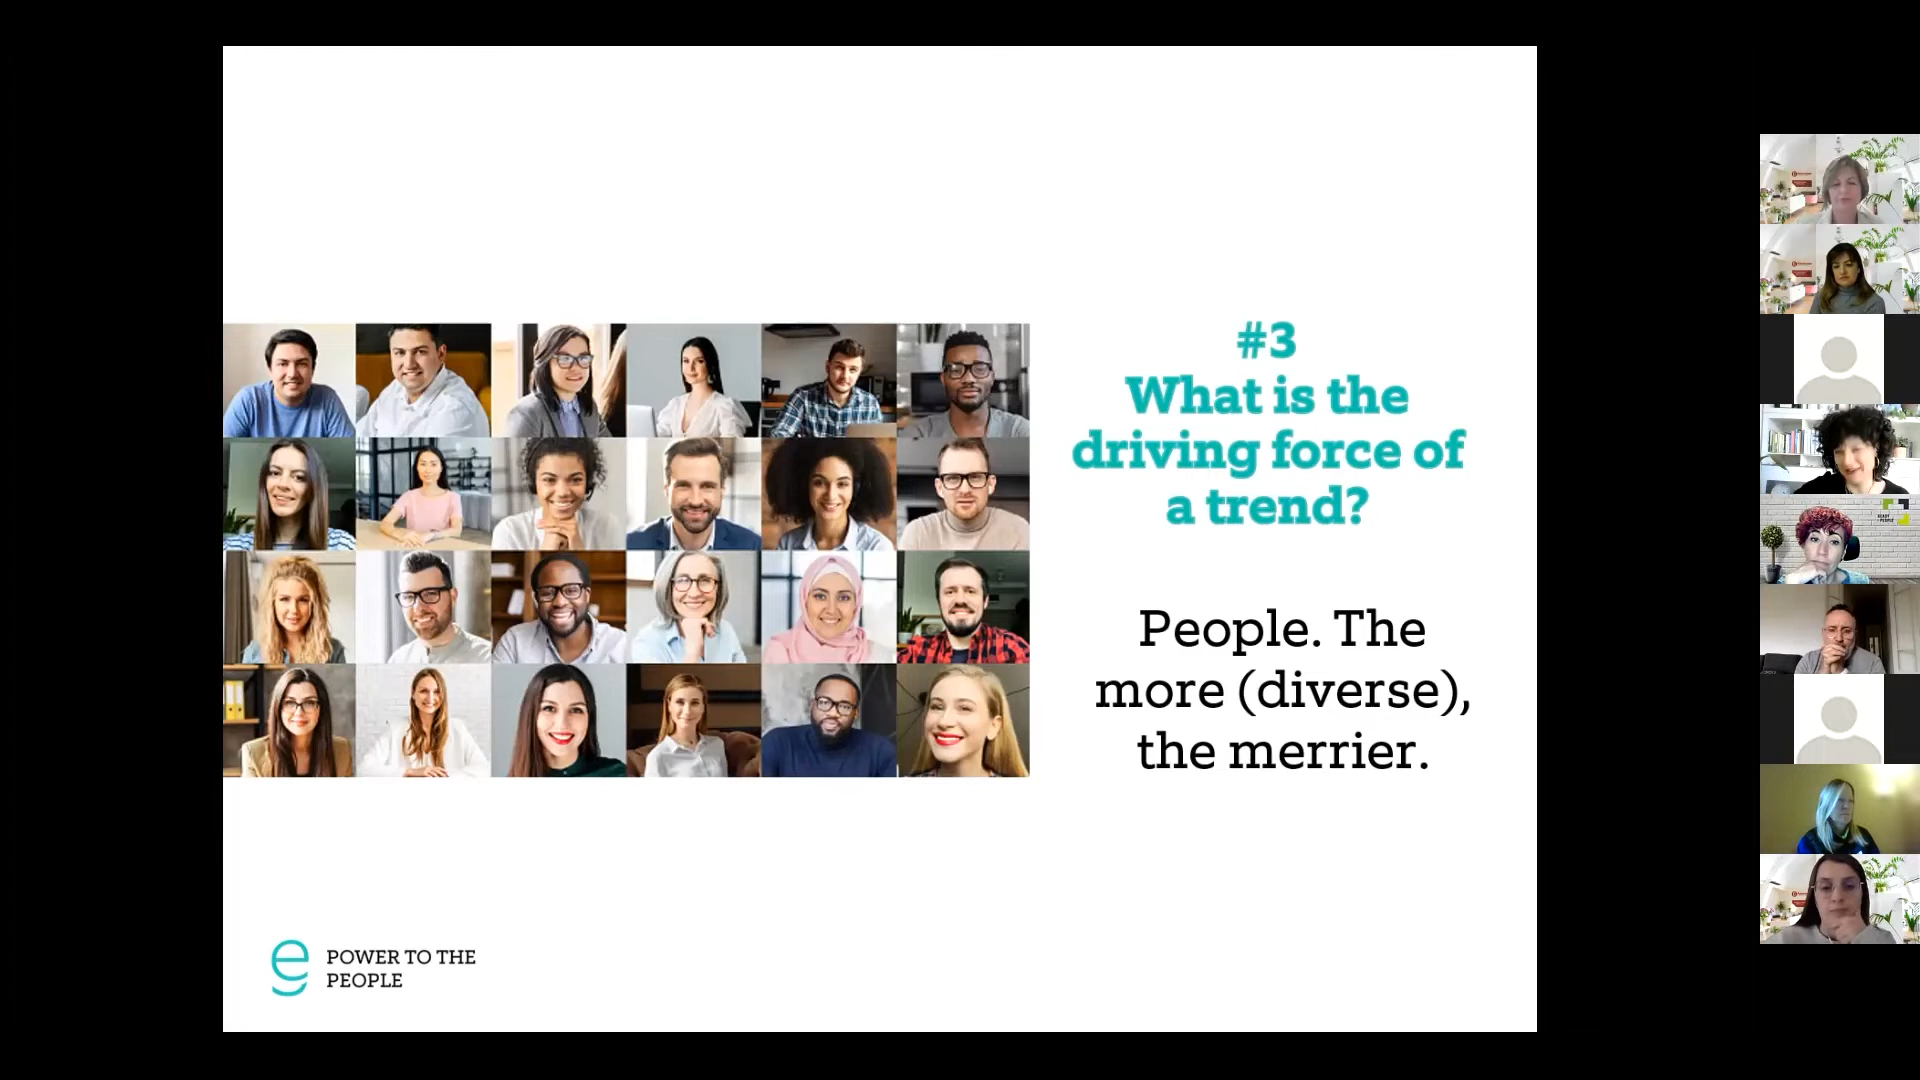 #3
What is the
driving force of
a trend?
People. The
more (diverse),
the merrier.
e POWER TO THE
PEOPLE